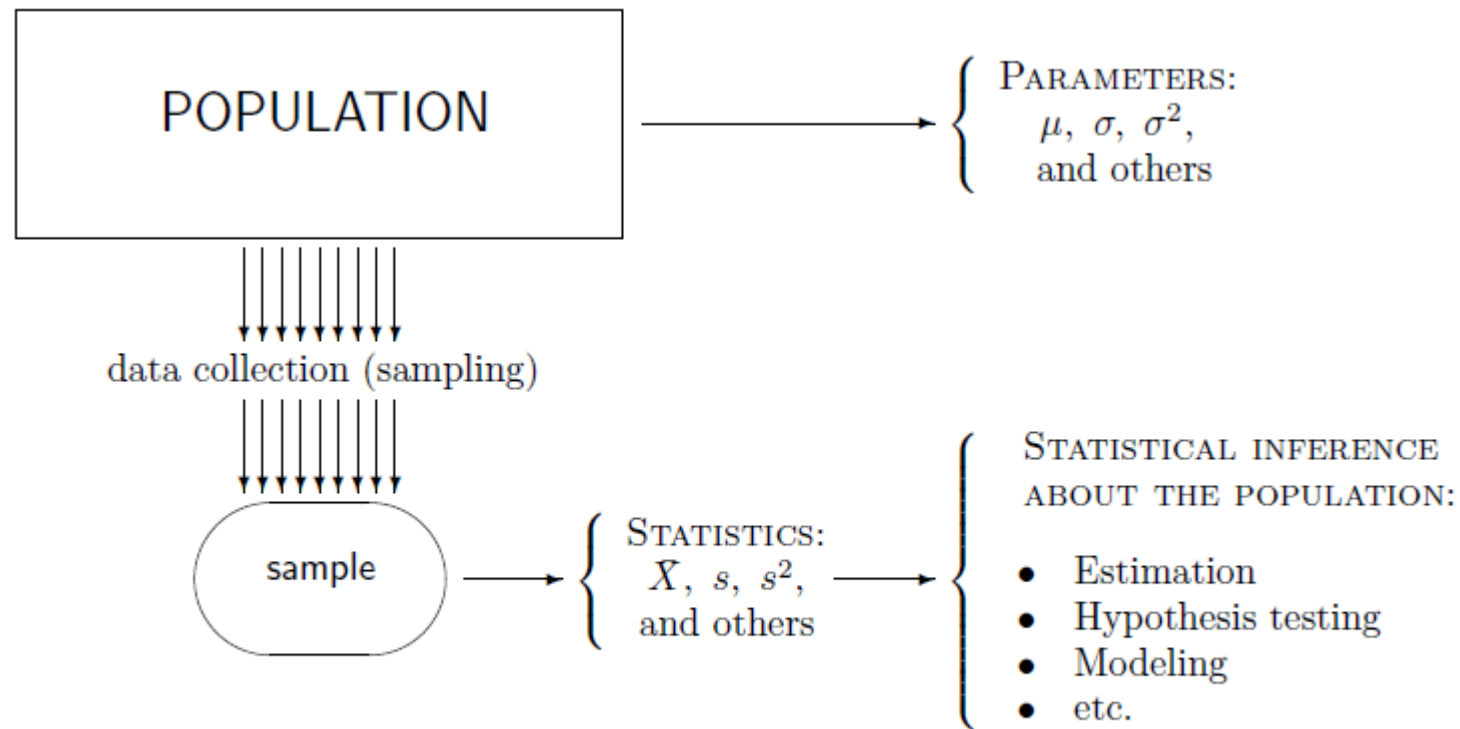 POPULATION
PARAMETERS:
μ, σ, σ²,
and others
data collection (sampling)
sample
STATISTICS:
X̄, s, s²,
and others
STATISTICAL INFERENCE
ABOUT THE POPULATION:
• Estimation
• Hypothesis testing
• Modeling
• etc.